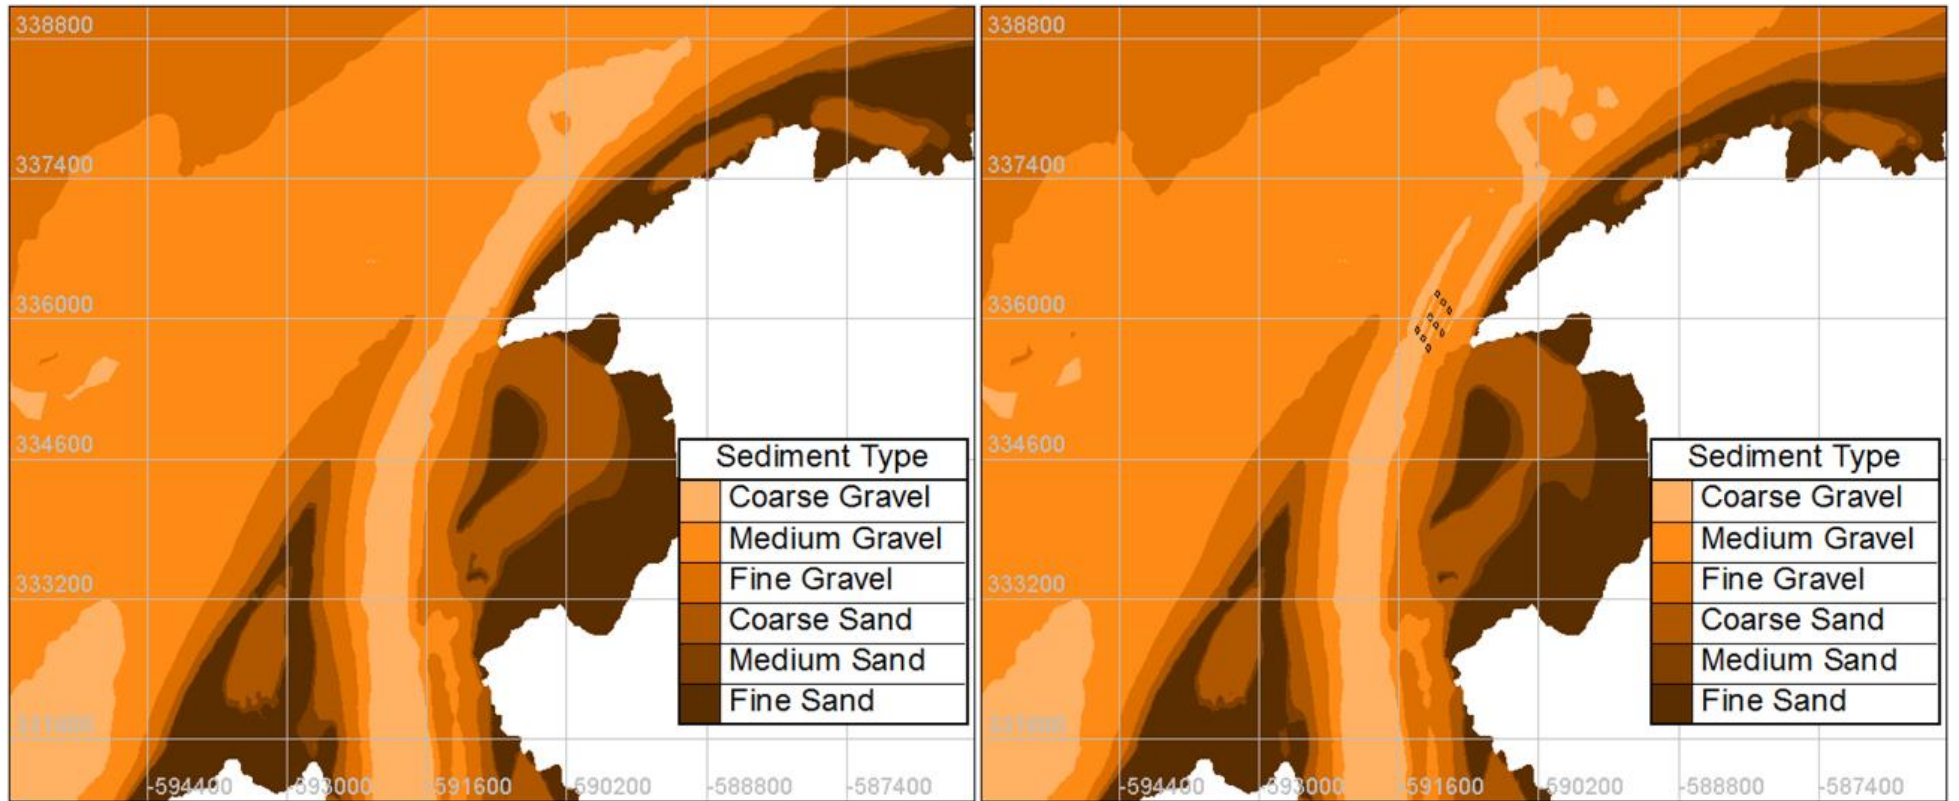 338800
337400
336000
334600
333200
-594400 -593000 -591600 -590200 -588800 -587400
Sediment Type
Coarse Gravel
Medium Gravel
Fine Gravel
Coarse Sand
Medium Sand
Fine Sand
338800
337400
336000
334600
333200
-594400 -593000 -591600 -590200 -588800 -587400
Sediment Type
Coarse Gravel
Medium Gravel
Fine Gravel
Coarse Sand
Medium Sand
Fine Sand